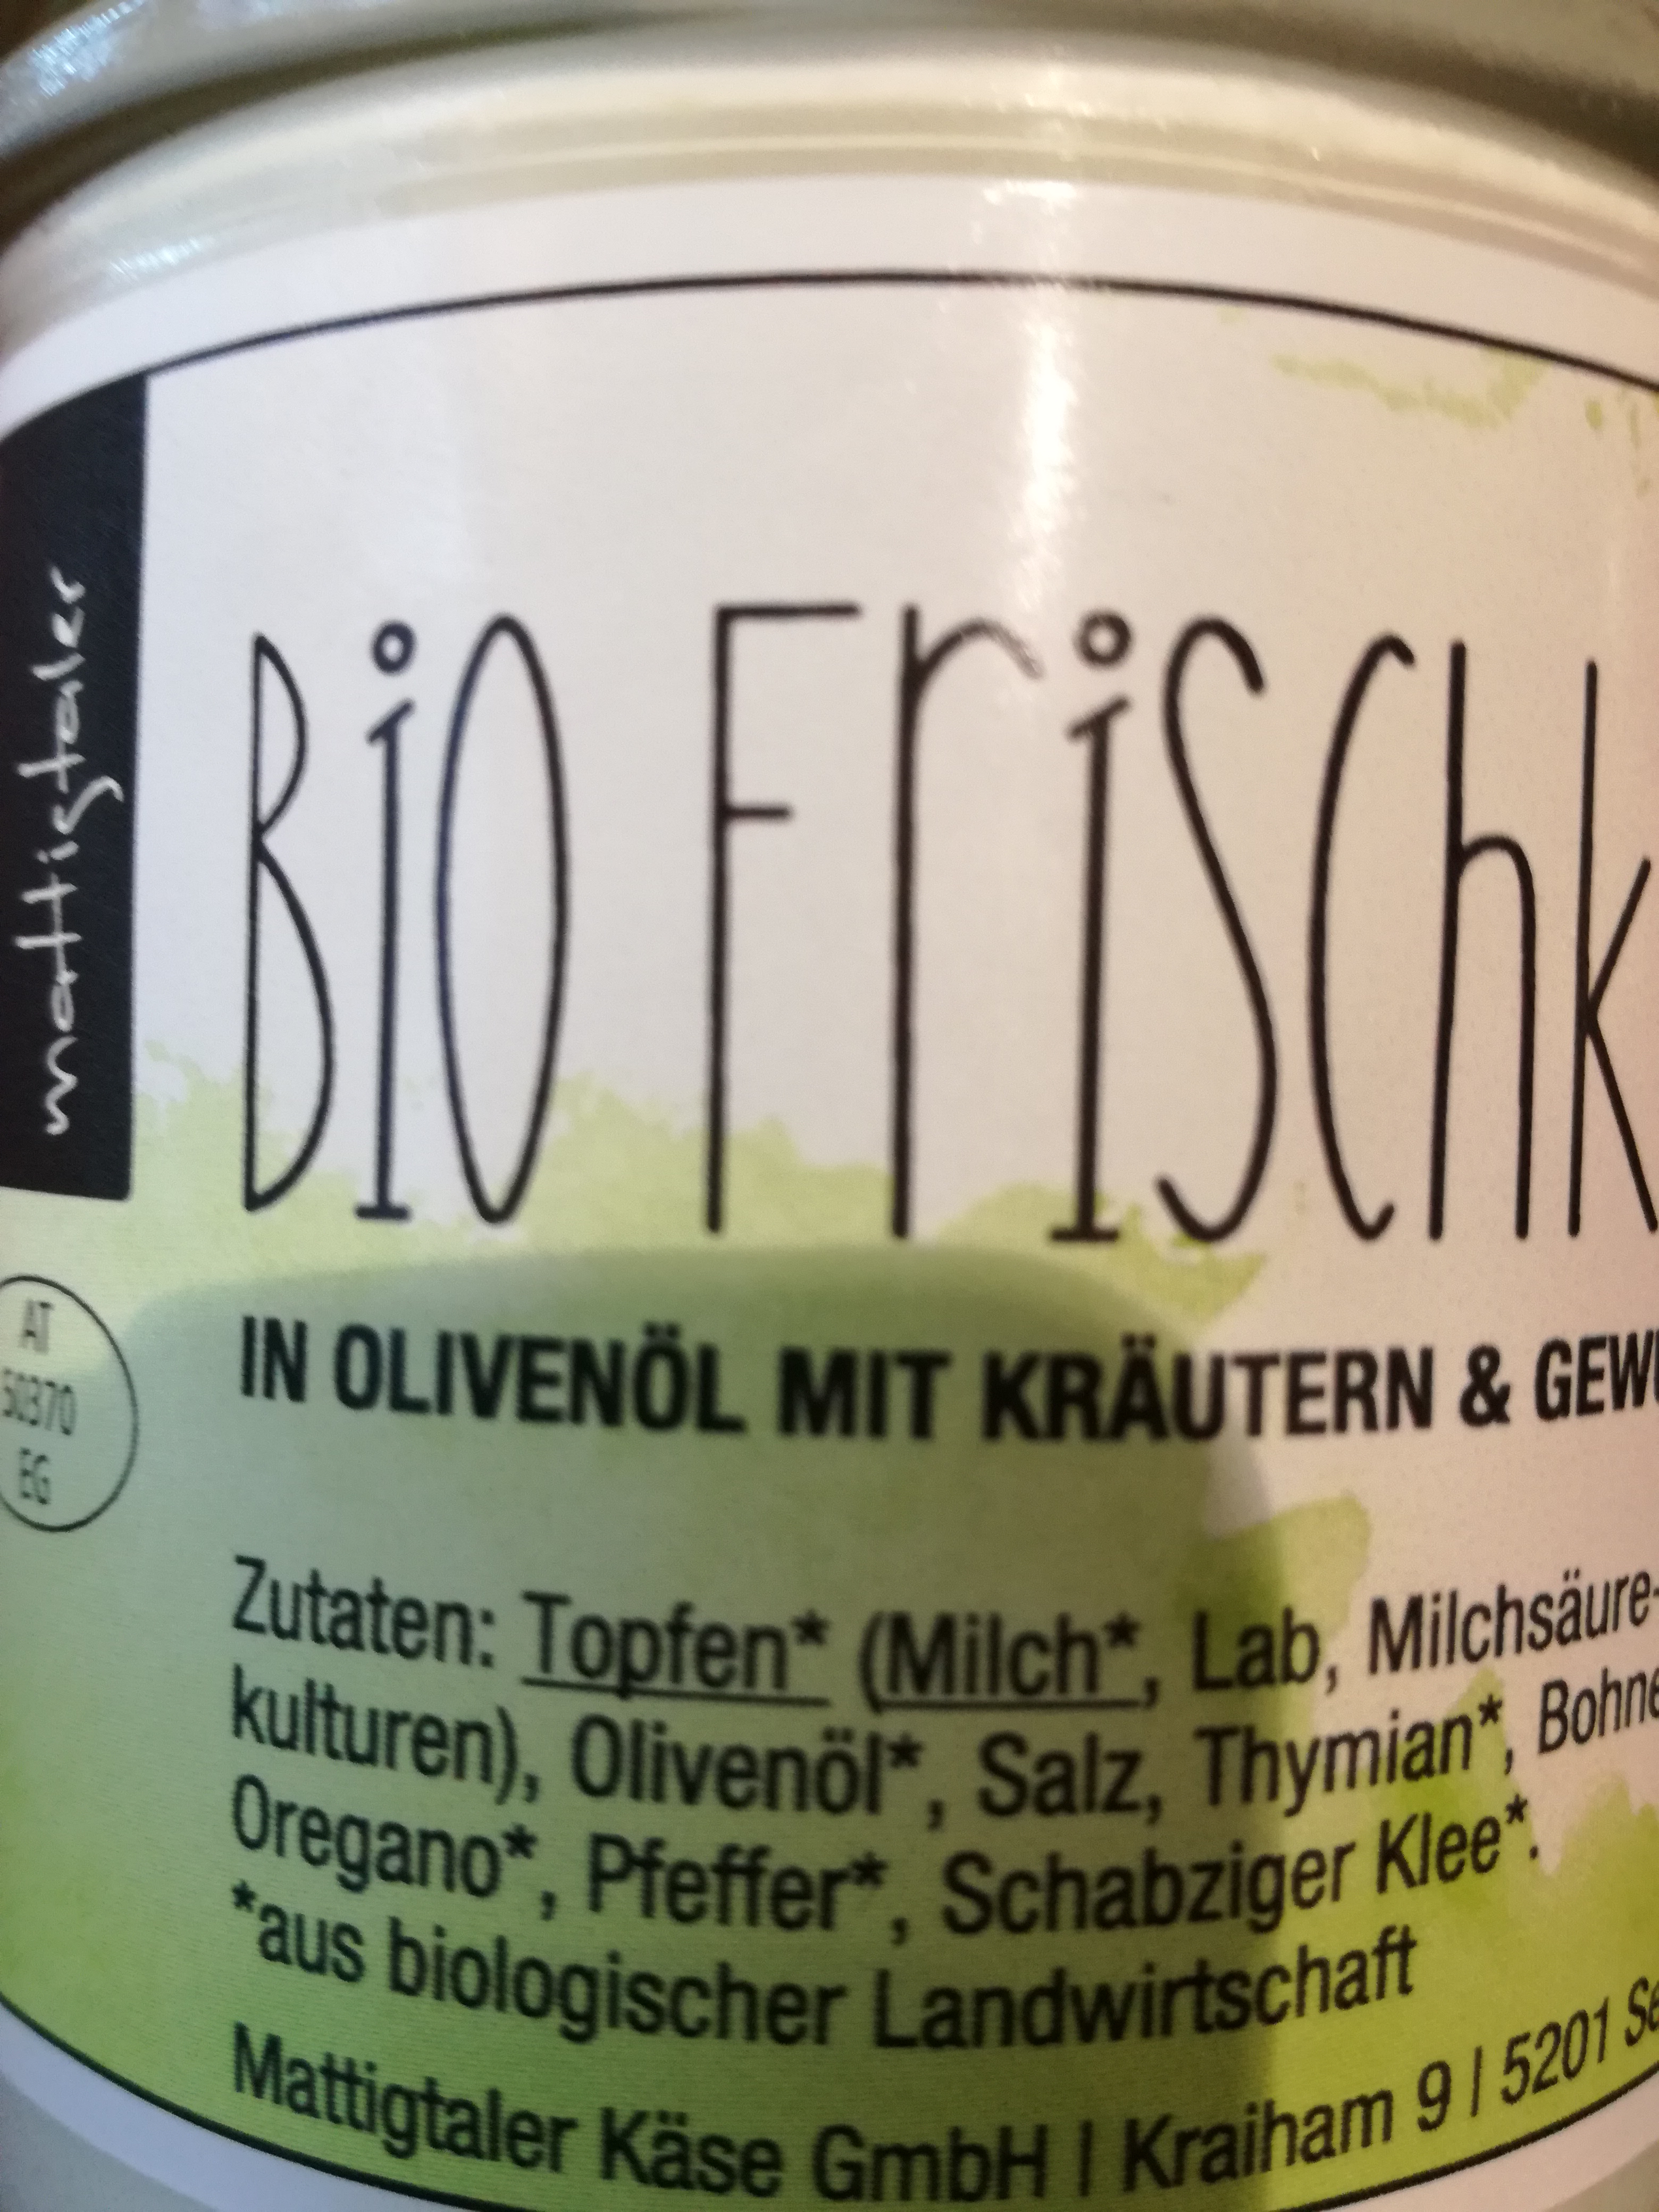 mattigtaler
Bio Frischk
AT
50370
EG
IN OLIVENÖL MIT KRÄUTERN & GEWÜ
Zutaten: Topfen* (Milch*, Lab, Milchsäure-
kulturen), Olivenöl*, Salz, Thymian*, Bohne
Oregano*, Pfeffer*, Schabziger Klee*.
*aus biologischer Landwirtschaft
Mattigtaler Käse GmbH | Kraiham 9 | 5201 Se